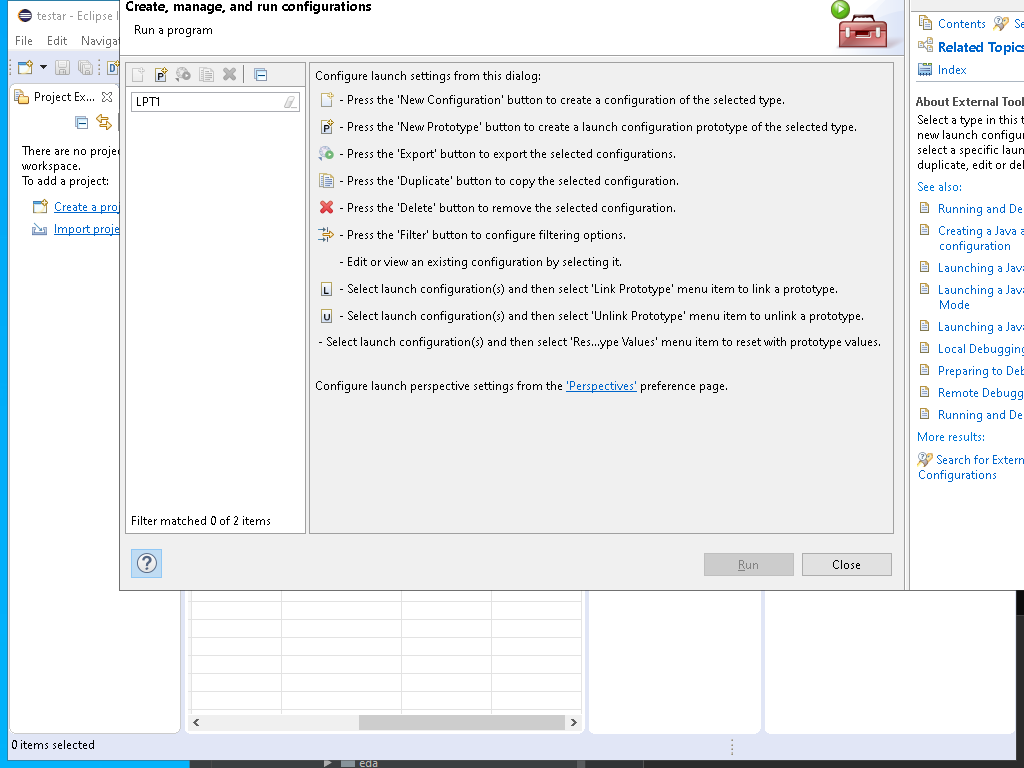 testar - Eclipse
File Edit Navigat
Project Ex...
There are no proje
workspace.
To add a project:
Create a proj
Import proje
0 items selected
Create, manage, and run configurations
Run a program
LPT1
Filter matched 0 of 2 items
Configure launch settings from this dialog:
- Press the 'New Configuration' button to create a configuration of the selected type.
- Press the 'New Prototype' button to create a launch configuration prototype of the selected type.
- Press the 'Export' button to export the selected configurations.
- Press the 'Duplicate' button to copy the selected configuration.
- Press the 'Delete' button to remove the selected configuration.
- Press the 'Filter' button to configure filtering options.
- Edit or view an existing configuration by selecting it.
L - Select launch configuration(s) and then select 'Link Prototype' menu item to link a prototype.
U - Select launch configuration(s) and then select 'Unlink Prototype' menu item to unlink a prototype.
- Select launch configuration(s) and then select 'Res...ype Values' menu item to reset with prototype values.
Configure launch perspective settings from the 'Perspectives' preference page.
Run Close
Contents Se
Related Topics
Index
About External Tool
Select a type in this t
new launch configur
select a specific laun
duplicate, edit or del
See also:
Running and De
Creating a Java a
configuration
Launching a Java
Launching a Java
Mode
Launching a Java
Local Debugging
Preparing to Deb
Remote Debugg
Running and De
More results:
Search for Extern
Configurations
eda